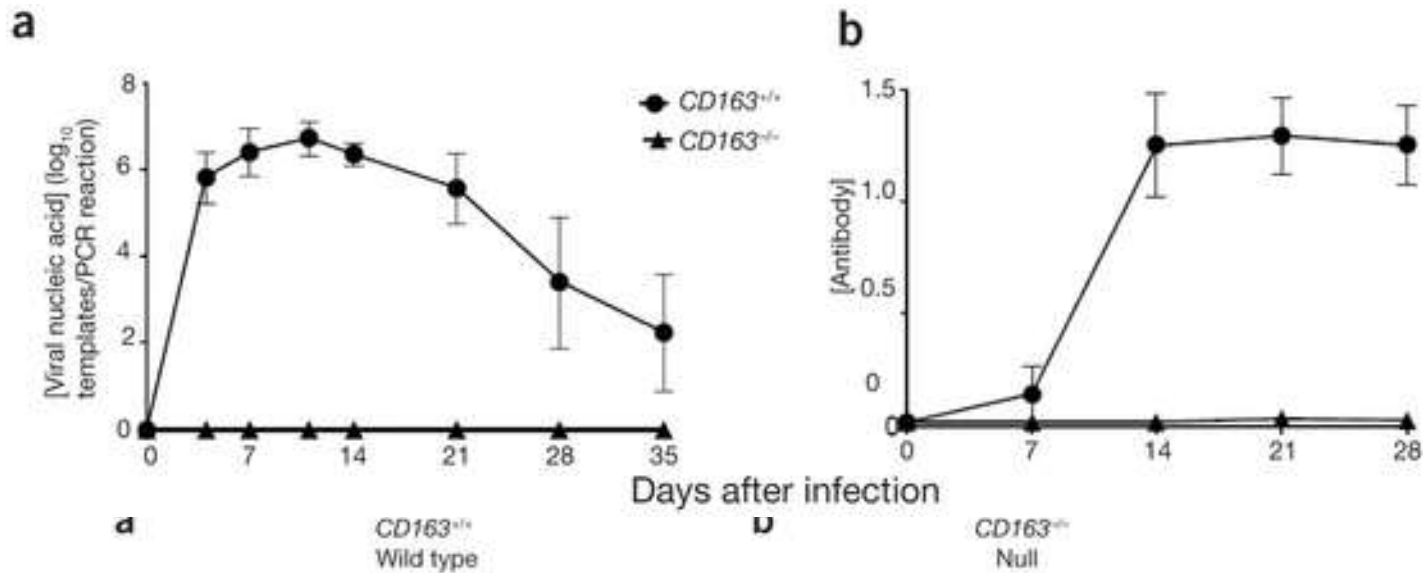 a
b
[Viral nucleic acid] (log₁₀
templates/PCR reaction)
8
6
4
2
0
0 7 14 21 28 35
CD163⁺/⁺
CD163⁻/⁻
[Antibody]
1.5
1.0
0.5
0
0
0 7 14 21 28
Days after infection
a
CD163⁺/⁺
Wild type
b
CD163⁻/⁻
Null